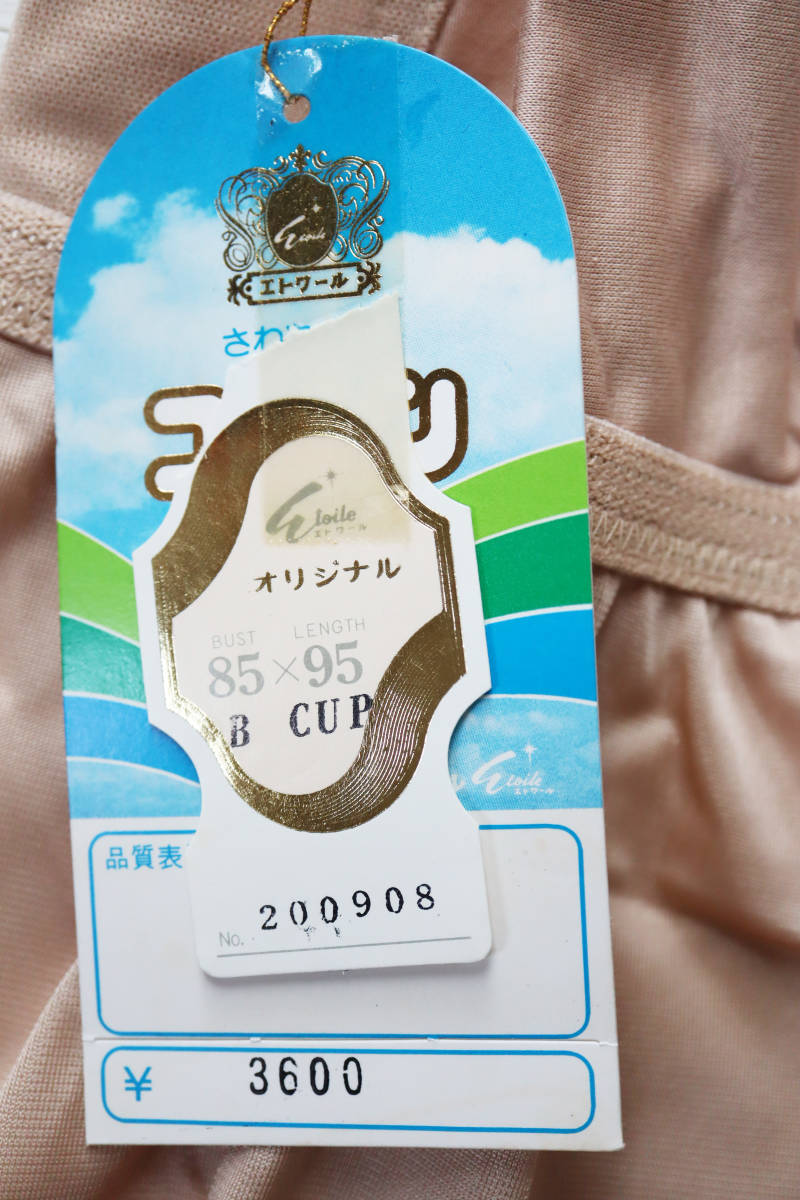 Etoile
エトワール
さわ
Etoile
エトワール
オリジナル
BUST LENGTH
85×95
B CUP
Etoile
エトワール
品質表
No. 200908
¥ 3600